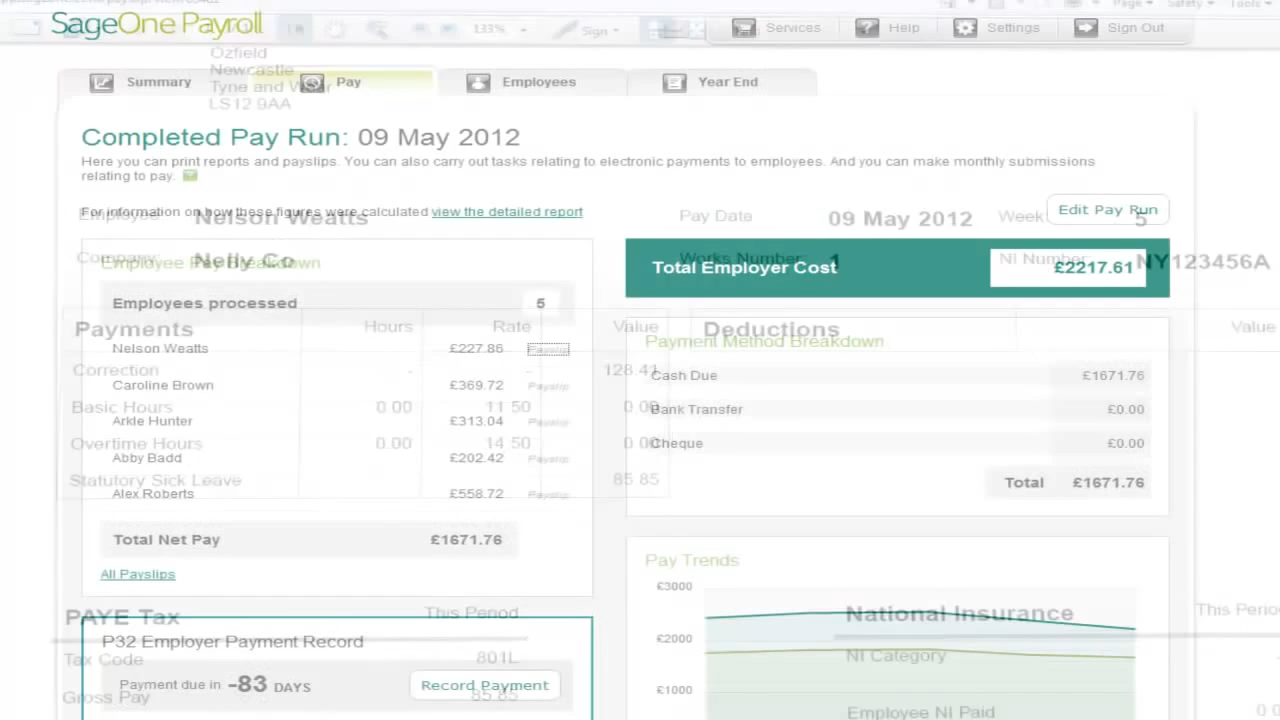 SageOne Payroll
133%
Sign
Page
Safety
Tools
Services
Help
Settings
Sign Out
Ozfield
Newcastle
Tyne and Wear
LS12 9AA
Summary
Pay
Employees
Year End
Completed Pay Run: 09 May 2012
Here you can print reports and payslips. You can also carry out tasks relating to electronic payments to employees. And you can make monthly submissions
relating to pay.
For information on how these figures were calculated view the detailed report
Edit Pay Run
Employee
Nelson Weatts
Pay Date
09 May 2012
Week
5
Company
Nelly Co
Works Number
1
NI Number
NY123456A
Employee Pay Breakdown
Employees processed 5
Nelson Weatts £227.86 Payslip
Caroline Brown £369.72 Payslip
Arkle Hunter £313.04 Payslip
Abby Badd £202.42 Payslip
Alex Roberts £558.72 Payslip
Total Net Pay £1671.76
All Payslips
Total Employer Cost £2217.61
Payment Method Breakdown
Cash Due £1671.76
Bank Transfer £0.00
Cheque £0.00
Total £1671.76
Payments Hours Rate Value
Deductions Value
Correction - - 128.41
Basic Hours 0.00 11.50 0.00
Overtime Hours 0.00 14.50 0.00
Statutory Sick Leave 85.85
P32 Employer Payment Record
Payment due in -83 DAYS
Record Payment
Pay Trends
£3000
£2000
£1000
PAYE Tax This Period
Tax Code 801L
Gross Pay 85.85
National Insurance This Period
NI Category
Employee NI Paid